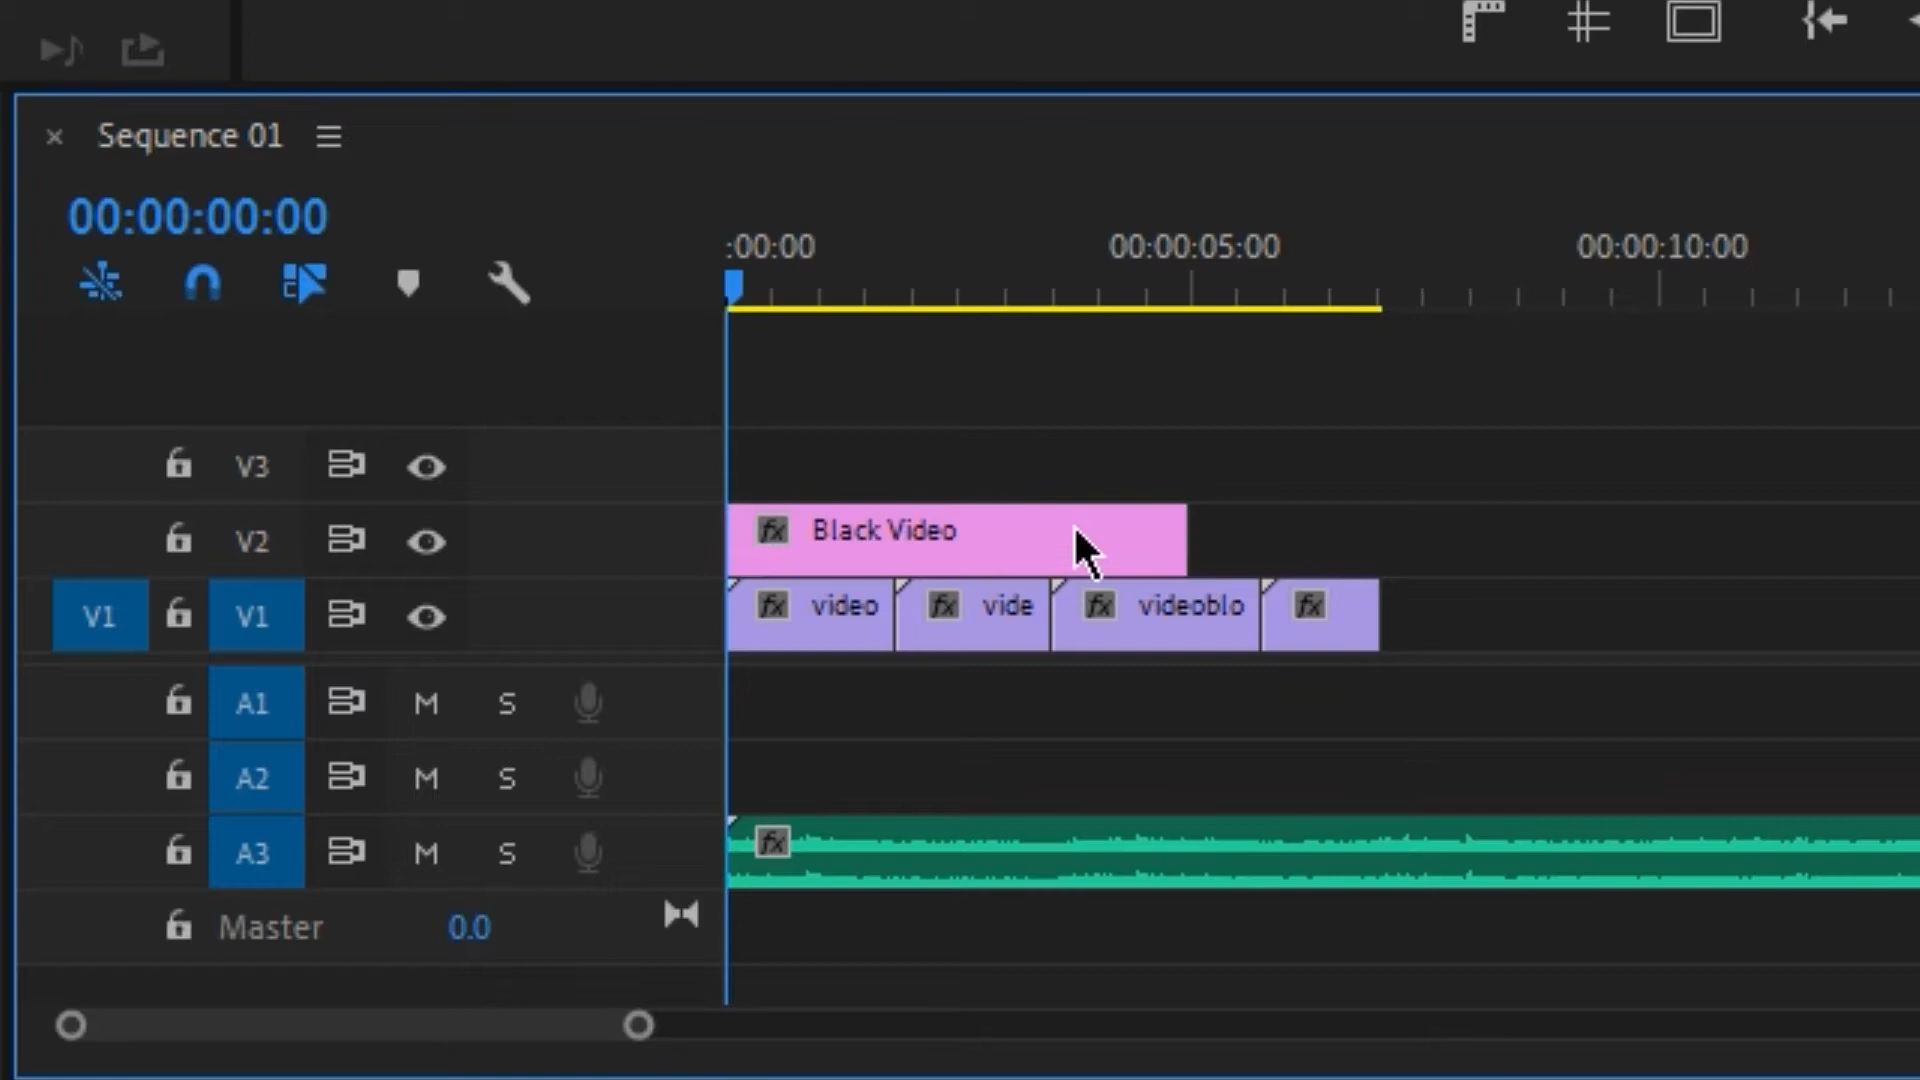 Sequence 01
00:00:00:00
:00:00 00:00:05:00 00:00:10:00
V3
V2
fx Black Video
V1 V1
fx video fx vide fx videoblo fx
A1 M S
A2 M S
A3 M S
fx
Master 0.0